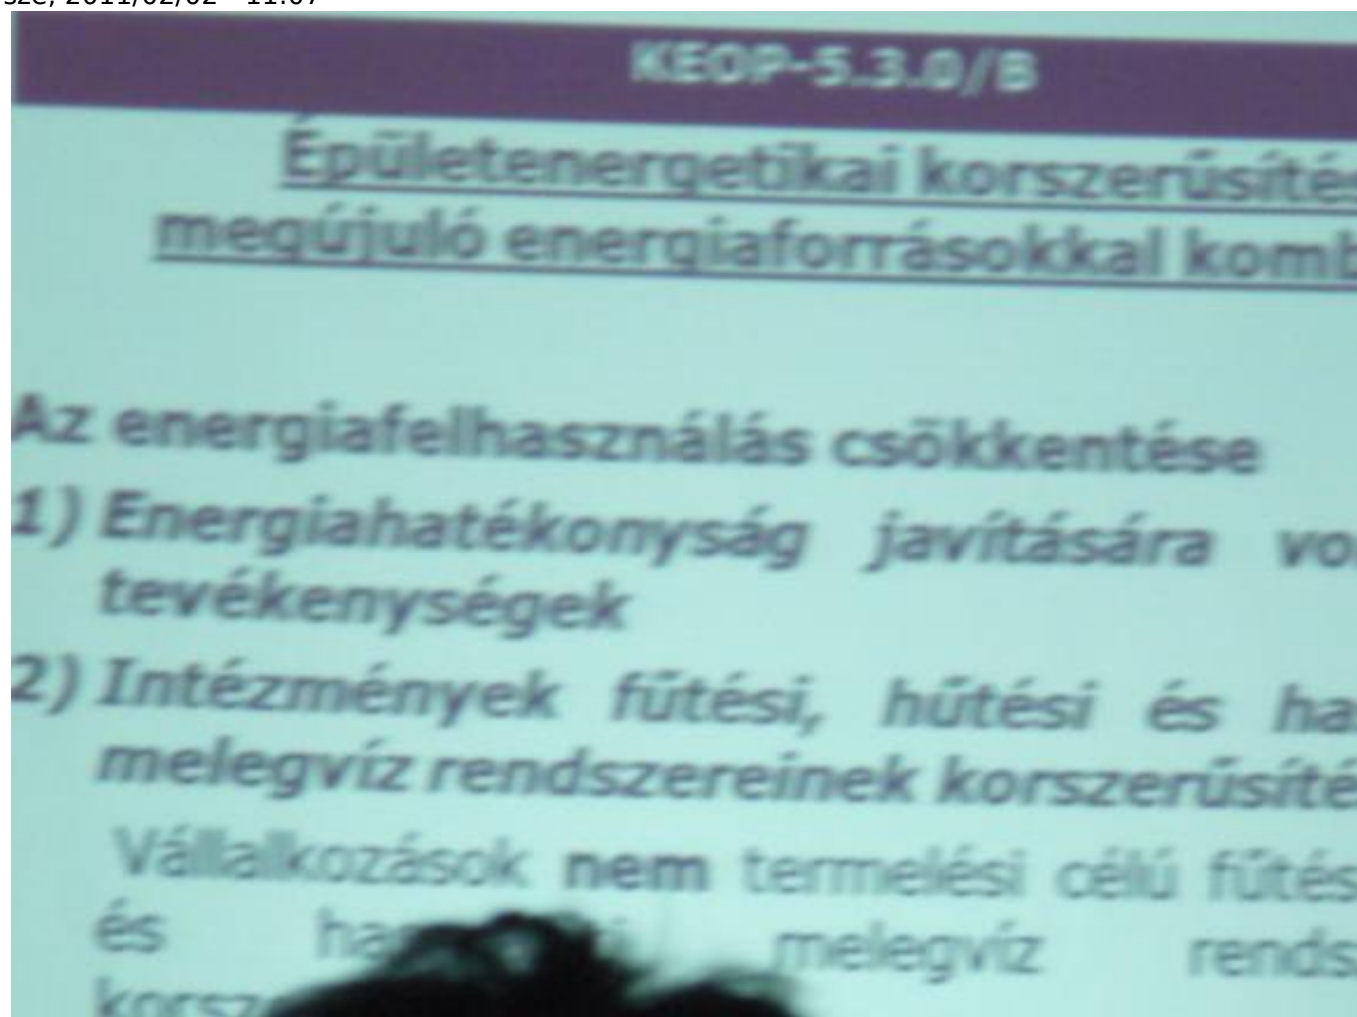 sze, 2011/02/02 - 11:07
KEOP-5.3.0/B
Épületenergetikai korszerűsítés
megújuló energiaforrásokkal komb
Az energiafelhasználás csökkentése
1) Energiahatékonyság javítására vo
tevékenységek
2) Intézmények fűtési, hűtési és ha
melegvíz rendszereinek korszerűsíté
Vállalkozások nem termelési célú fűtés
és melegvíz rends
korsze